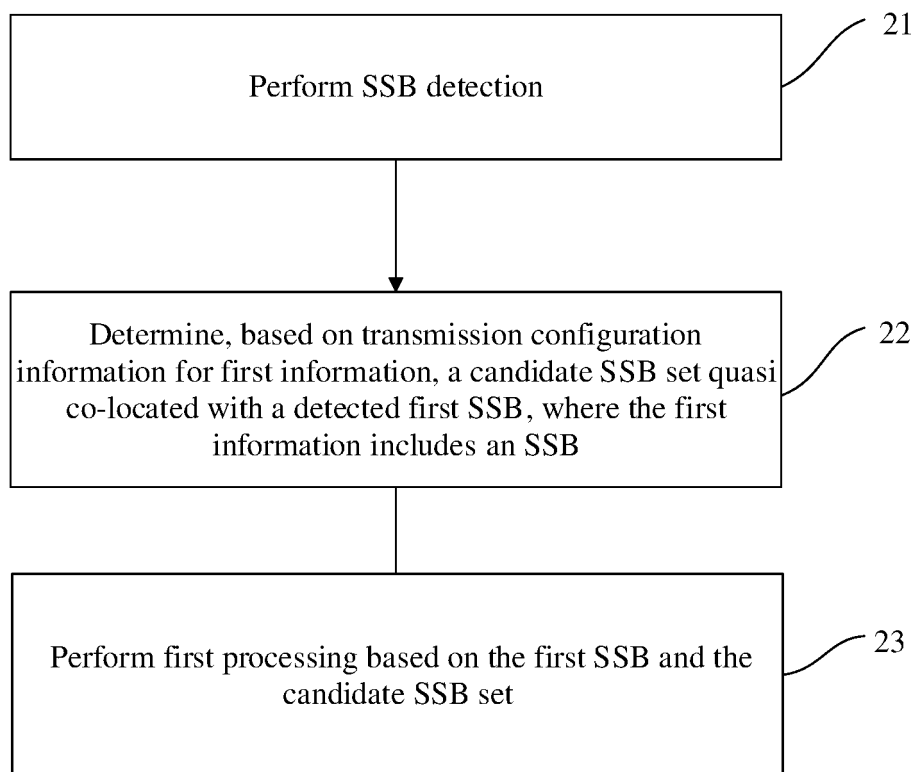 21
Perform SSB detection
22
Determine, based on transmission configuration
information for first information, a candidate SSB set quasi
co-located with a detected first SSB, where the first
information includes an SSB
23
Perform first processing based on the first SSB and the
candidate SSB set